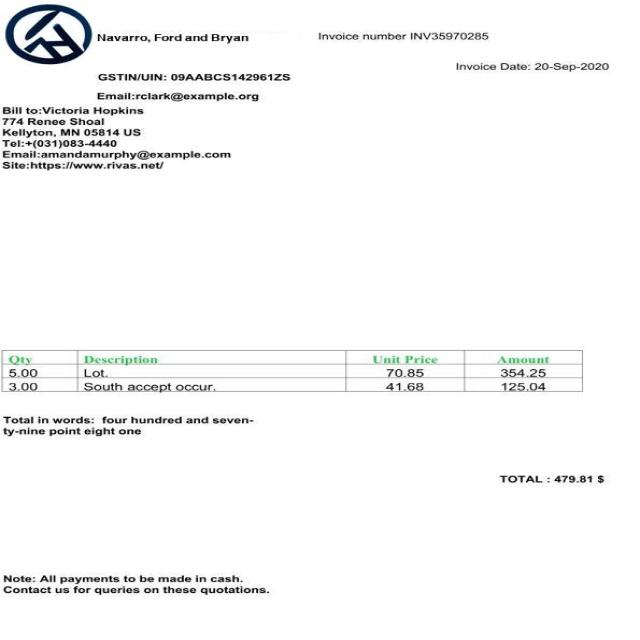 Navarro, Ford and Bryan
Invoice number INV35970285
Invoice Date: 20-Sep-2020
GSTIN/UIN: 09AABCS142961ZS
Email:rclark@example.org
Bill to:Victoria Hopkins
774 Renee Shoal
Kellyton, MN 05814 US
Tel:+(031)083-4440
Email:amandamurphy@example.com
Site:https://www.rivas.net/
Qty Description Unit Price Amount
5.00 Lot. 70.85 354.25
3.00 South accept occur. 41.68 125.04
Total in words: four hundred and seven-
ty-nine point eight one
TOTAL : 479.81 $
Note: All payments to be made in cash.
Contact us for queries on these quotations.